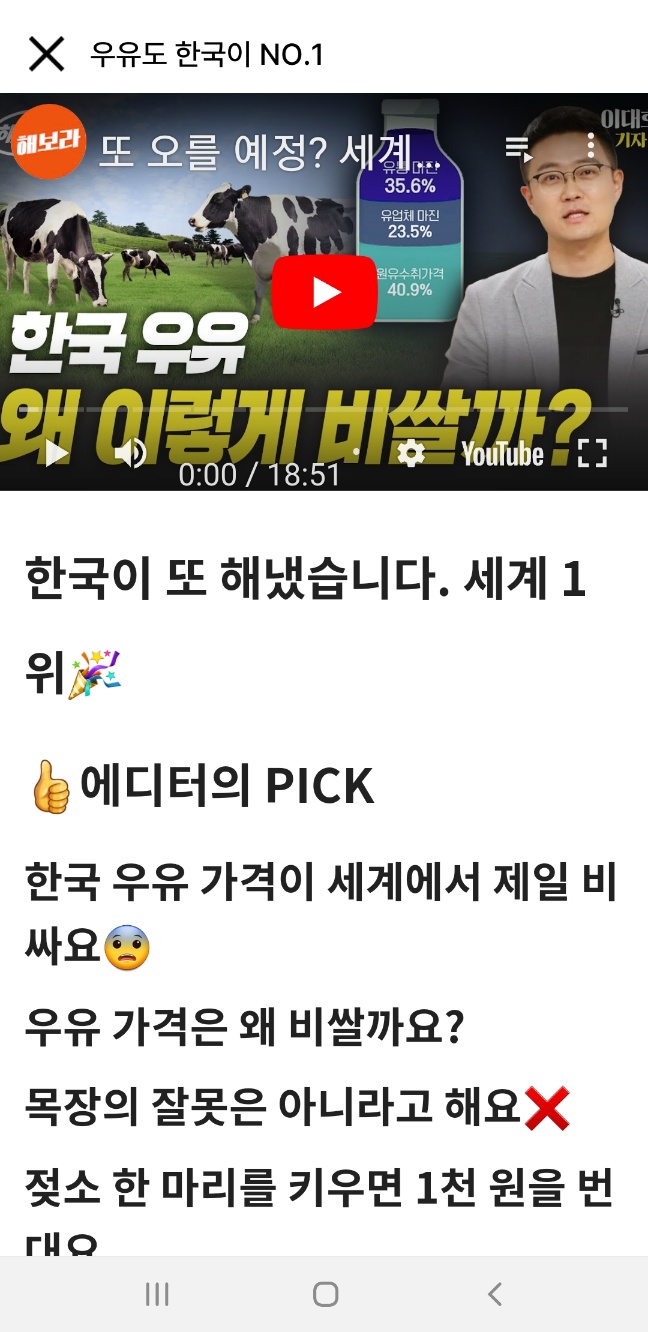 우유도 한국이 NO.1
해보라
또 오를 예정? 세계...
기자
유통 마진
35.6%
유업체 마진
23.5%
원유수취가격
40.9%
한국 우유
왜 이렇게 비쌀까?
0:00 / 18:51
YouTube
한국이 또 해냈습니다. 세계 1
위🎉
👍에디터의 PICK
한국 우유 가격이 세계에서 제일 비
싸요😨
우유 가격은 왜 비쌀까요?
목장의 잘못은 아니라고 해요❌
젖소 한 마리를 키우면 1천 원을 번
대요